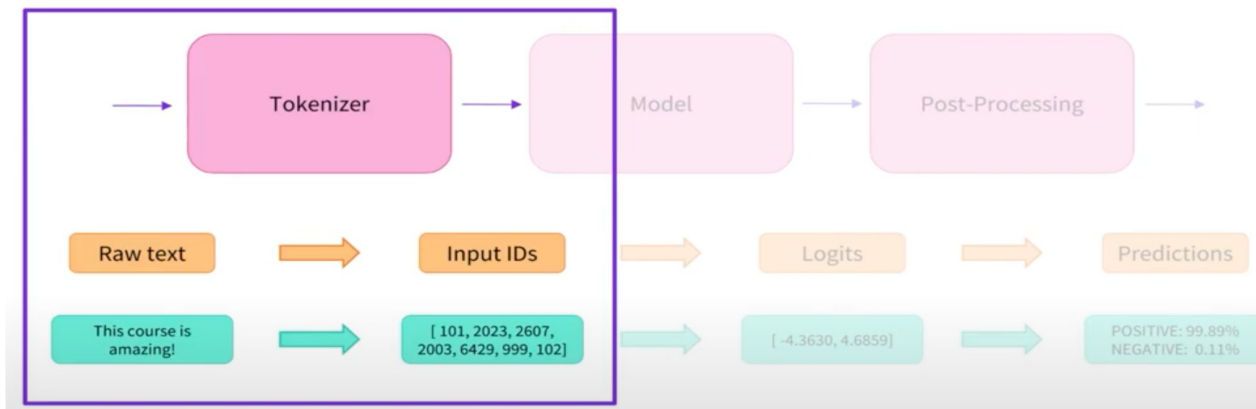 Tokenizer
Model
Post-Processing
Raw text
Input IDs
Logits
Predictions
This course is
amazing!
[ 101, 2023, 2607,
2003, 6429, 999, 102]
[ -4.3630, 4.6859]
POSITIVE: 99.89%
NEGATIVE: 0.11%